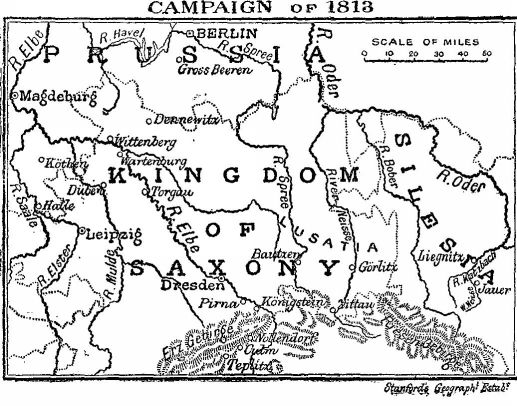 CAMPAIGN OF 1813
R. Elbe
R. Havel
BERLIN
R. Spree
PRUSSIA
Gross Beeren
R. Oder
SCALE OF MILES
0 10 20 30 40 50
Magdeburg
Dennewitz
Wittenberg
Wartenburg
Köthen
KINGDOM
Düben
Torgau
R. Saale
Halle
R. Elbe
R. Spree
River Neisse
R. Bober
SILESIA
R. Oder
Leipzig
OF
LUSATIA
R. Elster
R. Mulde
Bautzen
Liegnitz
SAXONY
Görlitz
R. Katzbach
Dresden
Jauer
Pirna
Königstein
Zittau
Erz Gebirge
Nollendorf
Culm
Teplitz
Riesengebirge
Stanford's Geograph! Estab!